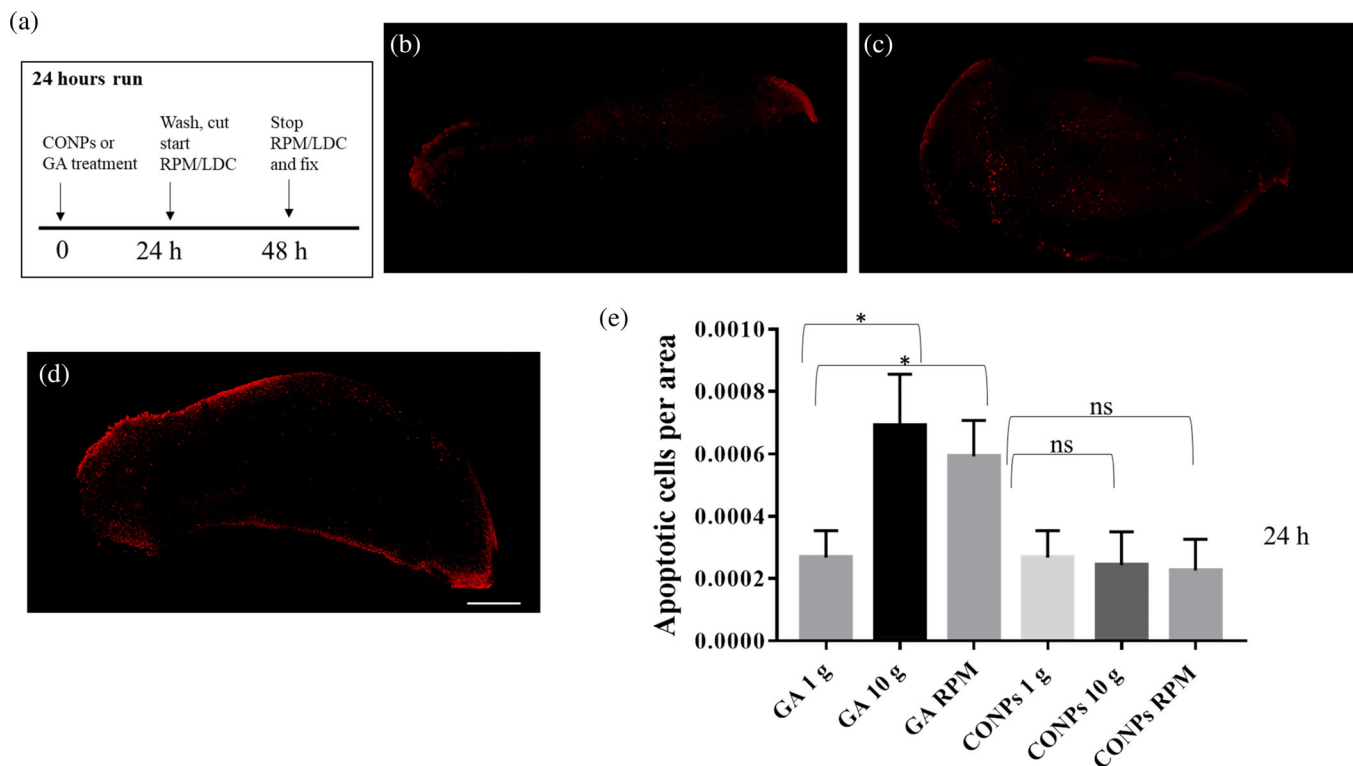 (a)
24 hours run
CONPs or
GA treatment
Wash, cut
start
RPM/LDC
Stop
RPM/LDC
and fix
0
24 h
48 h
(b)
(c)
(d)
(e)
Apoptotic cells per area
0.0010
0.0008
0.0006
0.0004
0.0002
0.0000
*
*
ns
ns
24 h
GA 1 g
GA 10 g
GA RPM
CONPs 1 g
CONPs 10 g
CONPs RPM